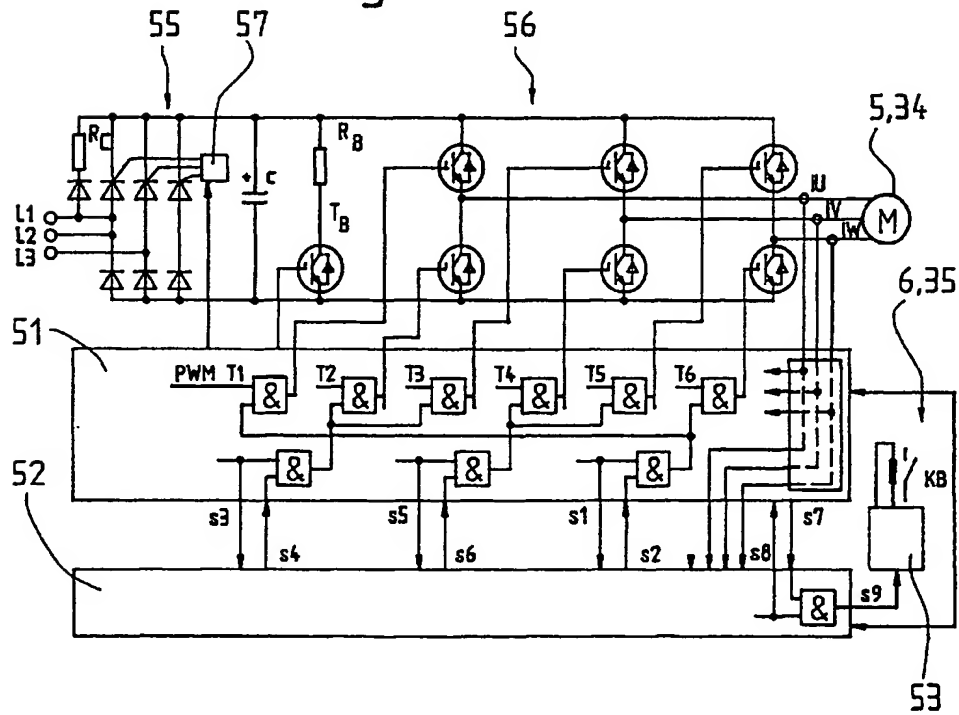 55 57 56
5,34
R_C R_B
C
T_B
L1
L2
L3
IU
IV
IW
M
6,35
51
PWM T1 T2 T3 T4 T5 T6
& & & & & &
KB
52
& & &
s3 s4 s5 s6 s1 s2 s8 s7
& s9
53